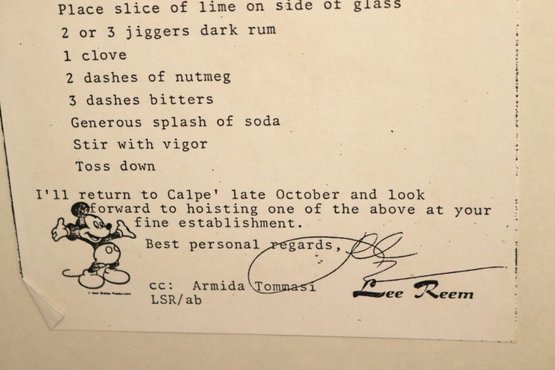 Place slice of lime on side of glass
2 or 3 jiggers dark rum
1 clove
2 dashes of nutmeg
3 dashes bitters
Generous splash of soda
Stir with vigor
Toss down
I'll return to Calpe' late October and look
forward to hoisting one of the above at your
fine establishment.
Best personal regards,
cc: Armida Tommasi
LSR/ab
Lee Reem